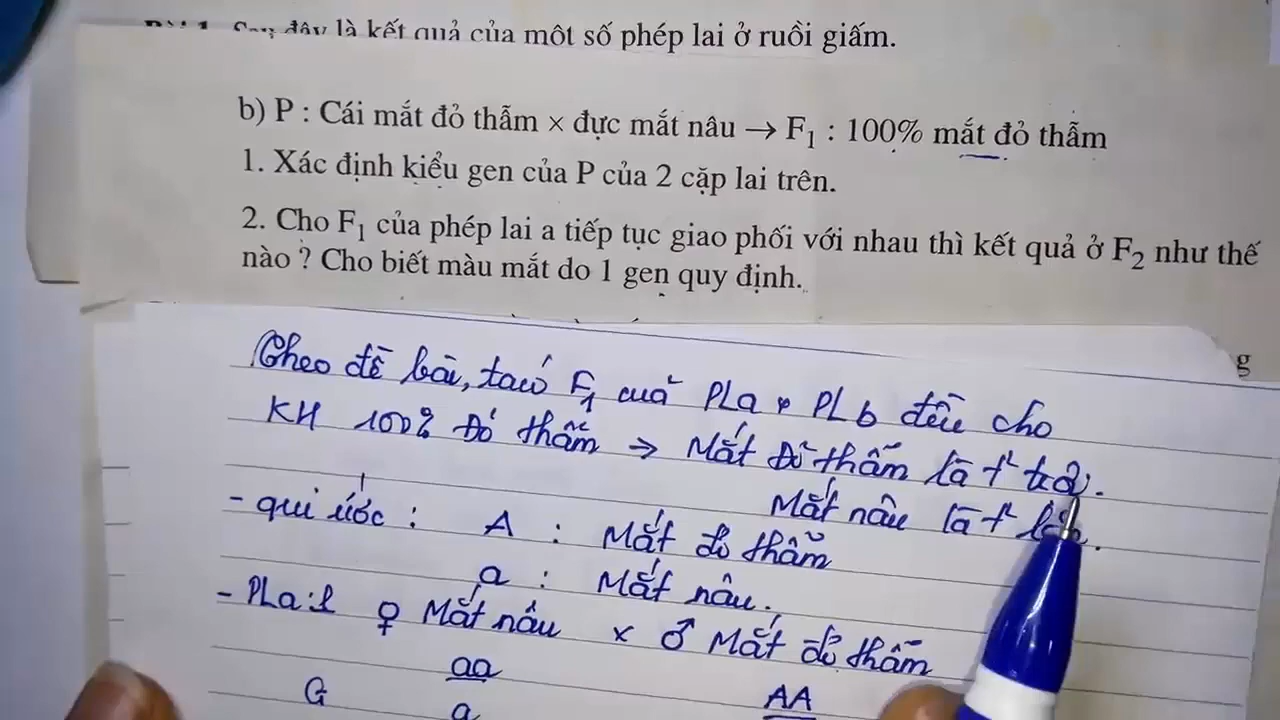 Sau đây là kết quả của một số phép lai ở ruồi giấm.
b) P : Cái mắt đỏ thẫm × đực mắt nâu → F₁ : 100% mắt đỏ thẫm
1. Xác định kiểu gen của P của 2 cặp lai trên.
2. Cho F₁ của phép lai a tiếp tục giao phối với nhau thì kết quả ở F₂ như thế
nào ? Cho biết màu mắt do 1 gen quy định.
g
Theo đề bài, ta có F₁ của PLa & PLb đều cho
KH 100% Đỏ thẫm → Mắt Đỏ thẫm là t² trội.
Mắt nâu là t² lặn.
- qui ước : A : Mắt đỏ thẫm
a : Mắt nâu.
- PLa: ♀ Mắt nâu × ♂ Mắt đỏ thẫm
aa AA
G a